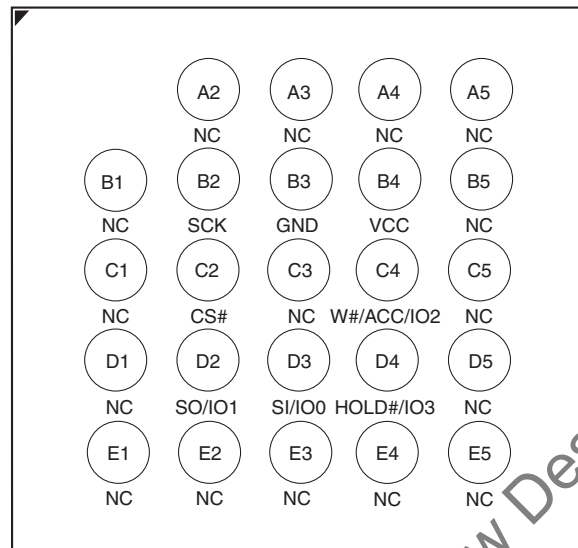 A2 A3 A4 A5
NC NC NC NC
B1 B2 B3 B4 B5
NC SCK GND VCC NC
C1 C2 C3 C4 C5
NC CS# NC W#/ACC/IO2 NC
D1 D2 D3 D4 D5
NC SO/IO1 SI/IO0 HOLD#/IO3 NC
E1 E2 E3 E4 E5
NC NC NC NC NC